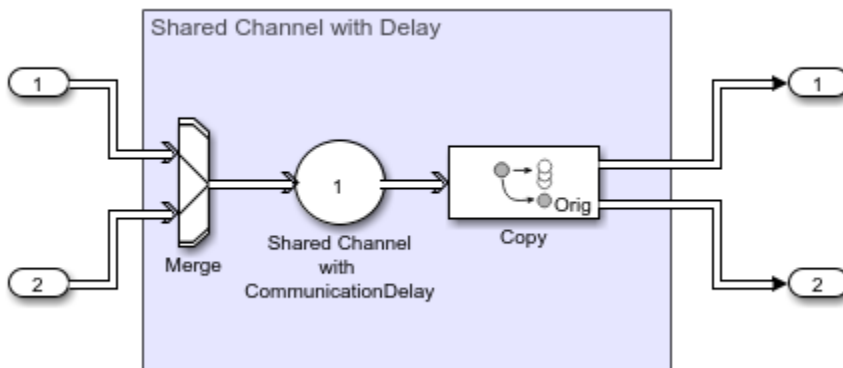 Shared Channel with Delay
1
1
1
Orig
Copy
Shared Channel
with
CommunicationDelay
Merge
2
2